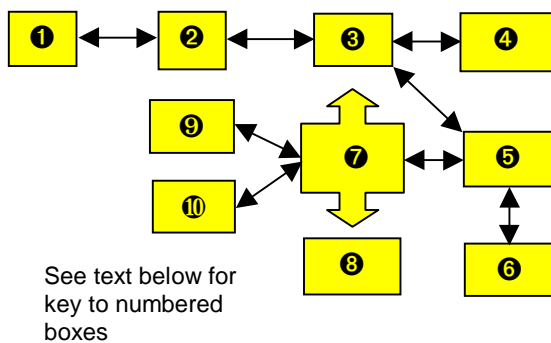 ❶ ❷ ❸ ❹
❾ ❼ ❺
❿
❽ ❻
See text below for
key to numbered
boxes